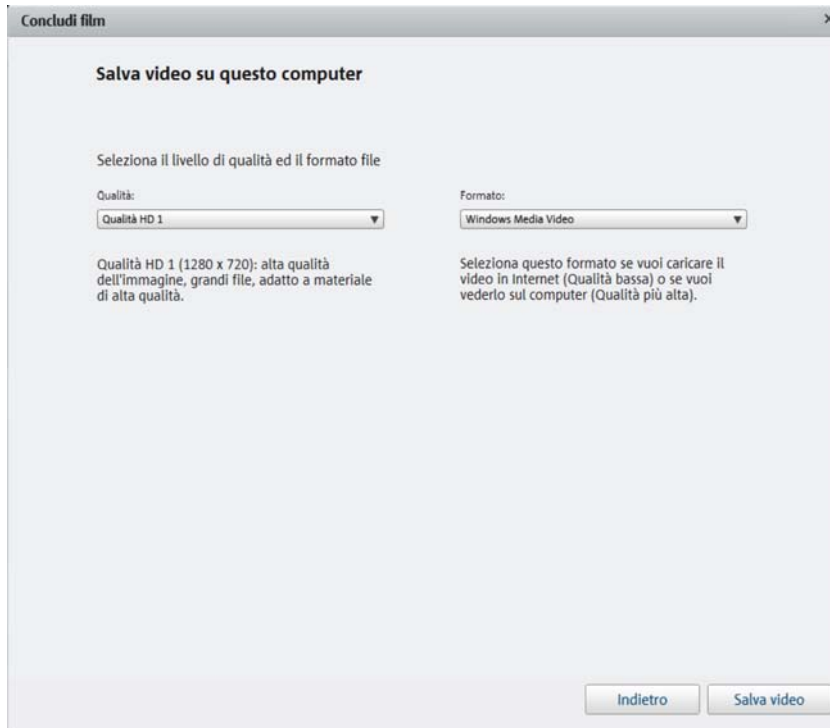 Concludi film
Salva video su questo computer
Seleziona il livello di qualità ed il formato file
Qualità:
Formato:
Qualità HD 1
Windows Media Video
Qualità HD 1 (1280 x 720): alta qualità
dell'immagine, grandi file, adatto a materiale
di alta qualità.
Seleziona questo formato se vuoi caricare il
video in Internet (Qualità bassa) o se vuoi
vederlo sul computer (Qualità più alta).
Indietro
Salva video